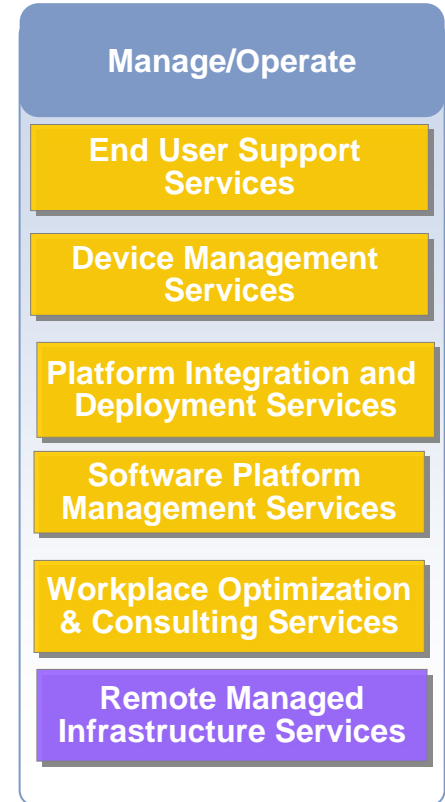 Manage/Operate
End User Support
Services
Device Management
Services
Platform Integration and
Deployment Services
Software Platform
Management Services
Workplace Optimization
& Consulting Services
Remote Managed
Infrastructure Services